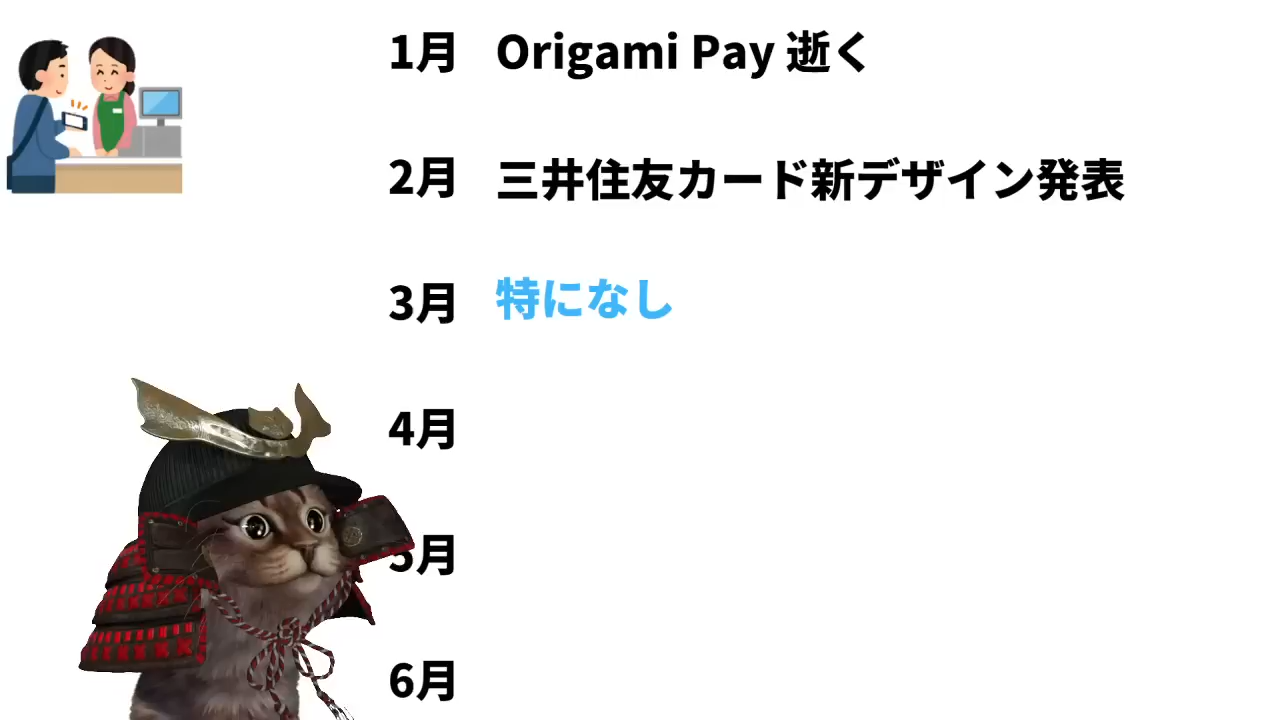 1月 Origami Pay 逝く
2月 三井住友カード新デザイン発表
3月 特になし
4月
5月
6月